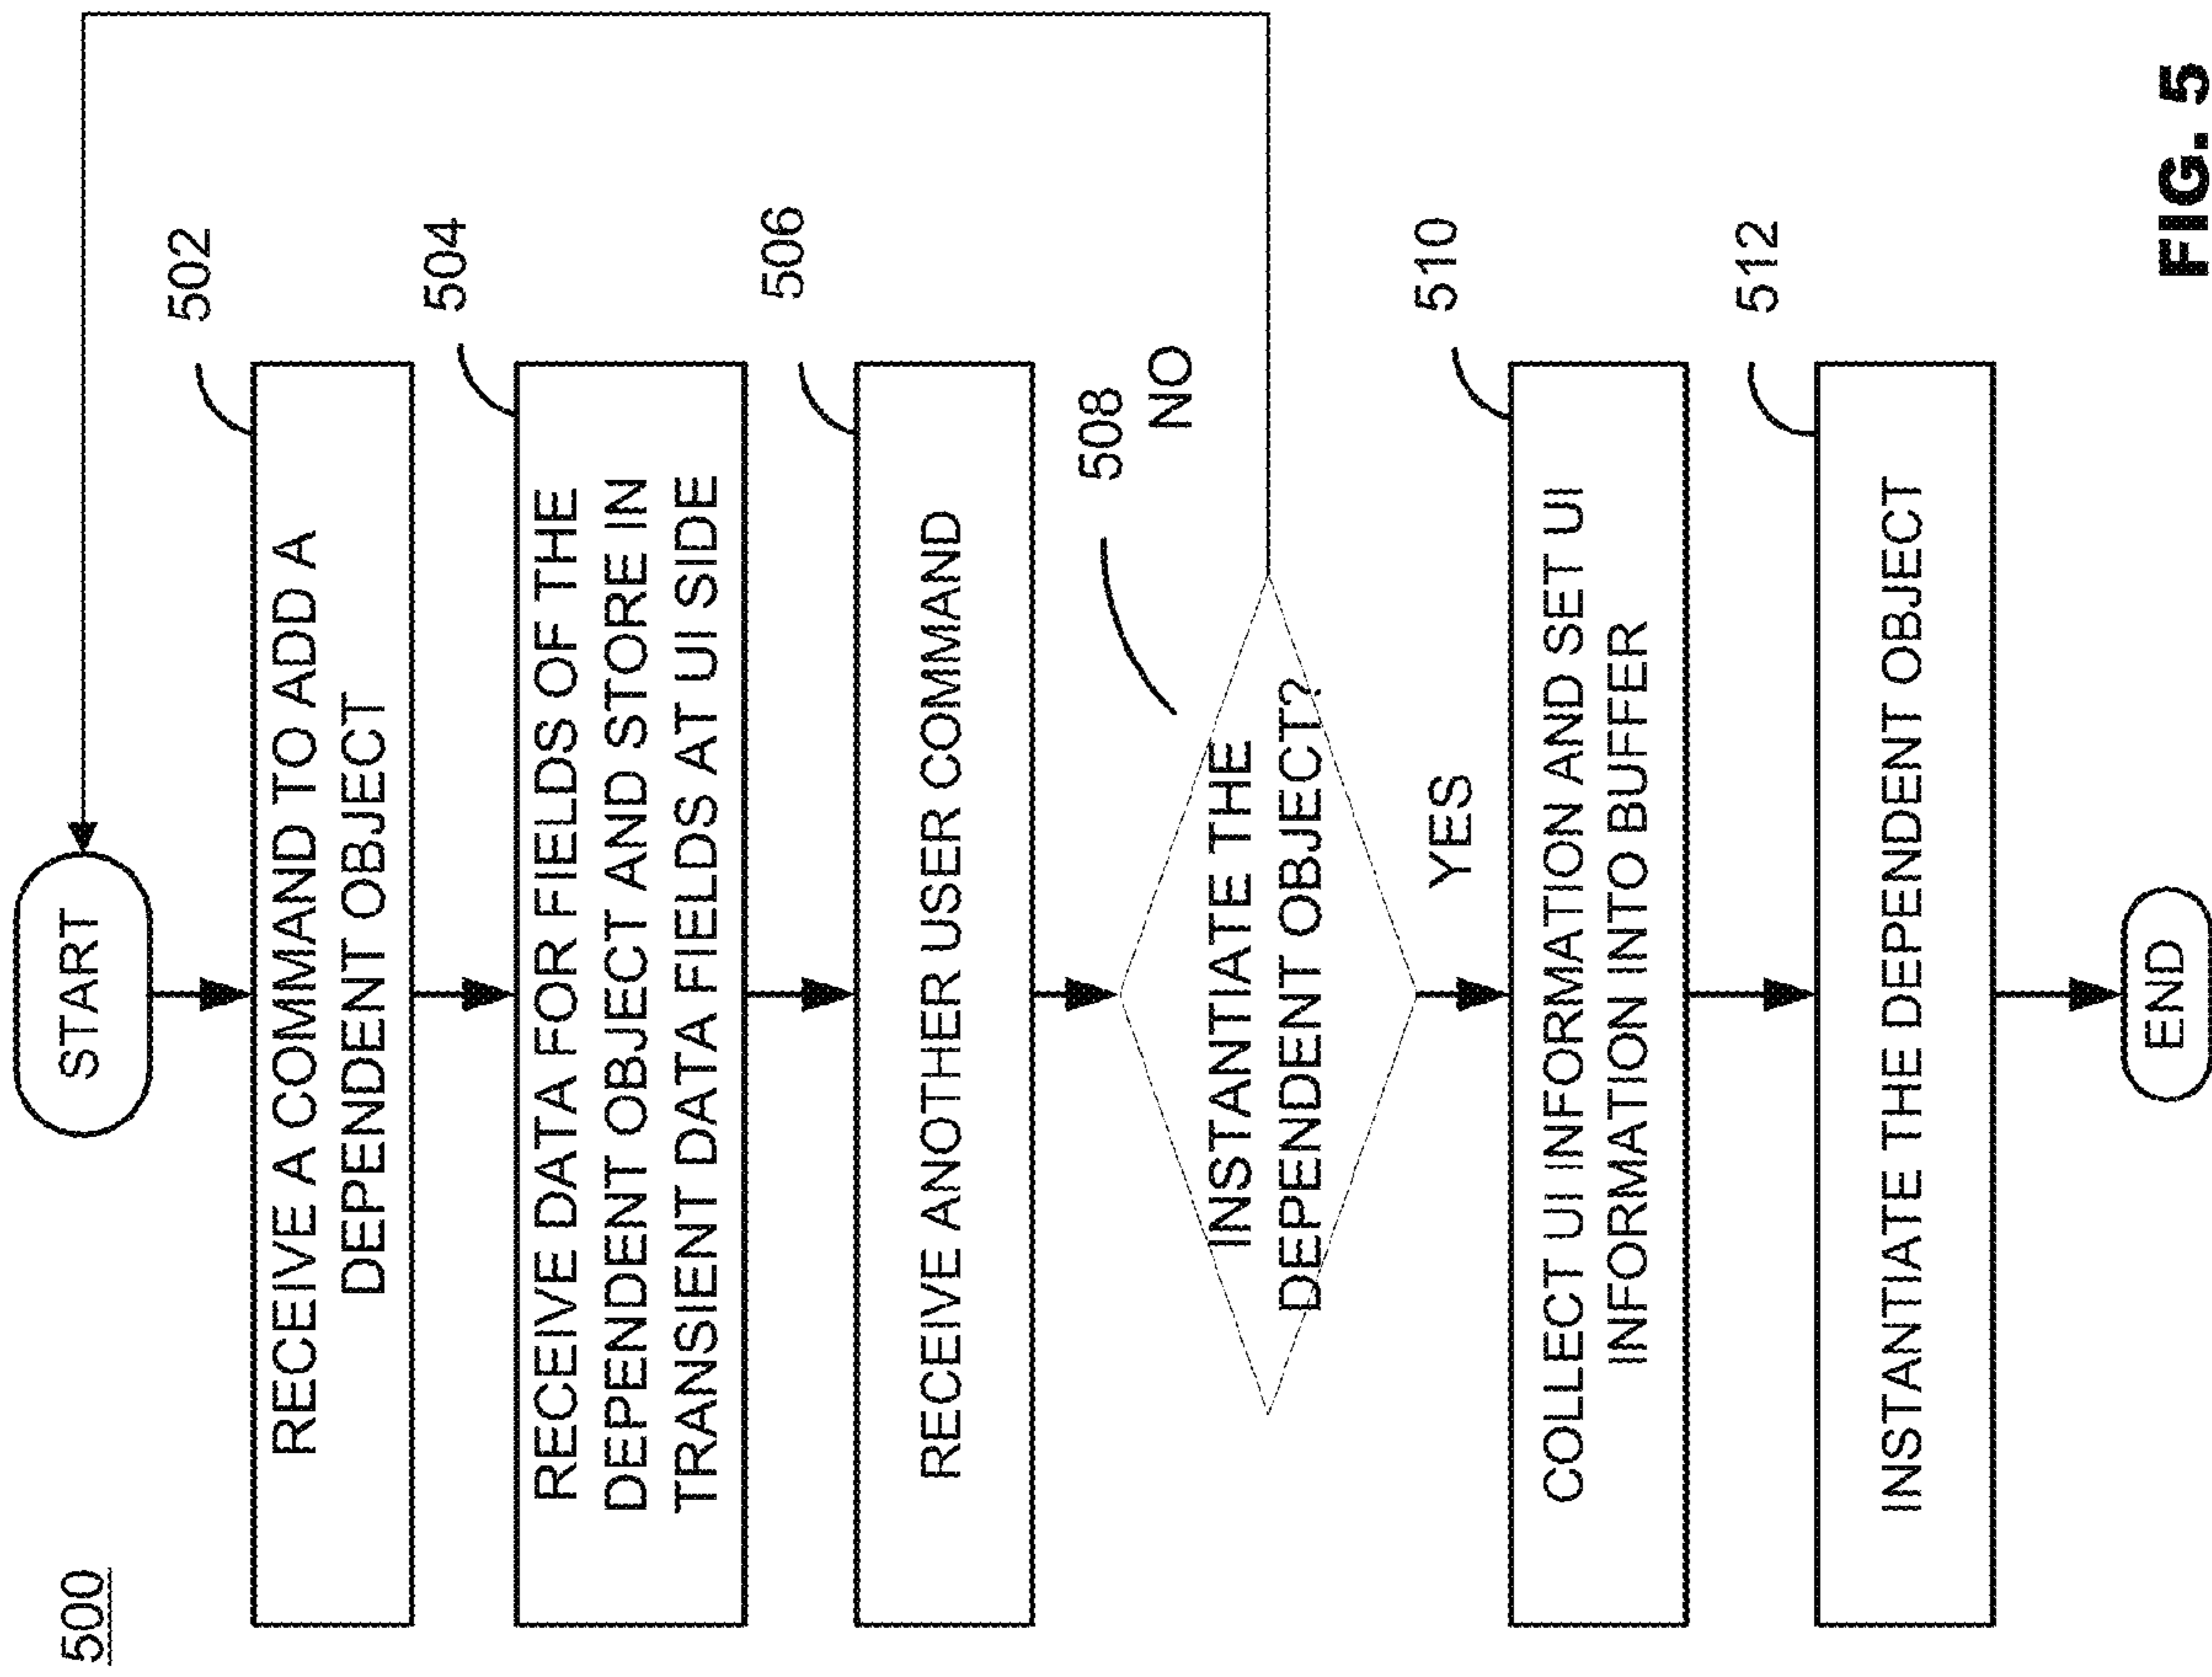 500
START
502
RECEIVE A COMMAND TO ADD A
DEPENDENT OBJECT
504
RECEIVE DATA FOR FIELDS OF THE
DEPENDENT OBJECT AND STORE IN
TRANSIENT DATA FIELDS AT UI SIDE
506
RECEIVE ANOTHER USER COMMAND
508
NO
INSTANTIATE THE
DEPENDENT OBJECT?
YES
510
COLLECT UI INFORMATION AND SET UI
INFORMATION INTO BUFFER
512
INSTANTIATE THE DEPENDENT OBJECT
END
FIG. 5